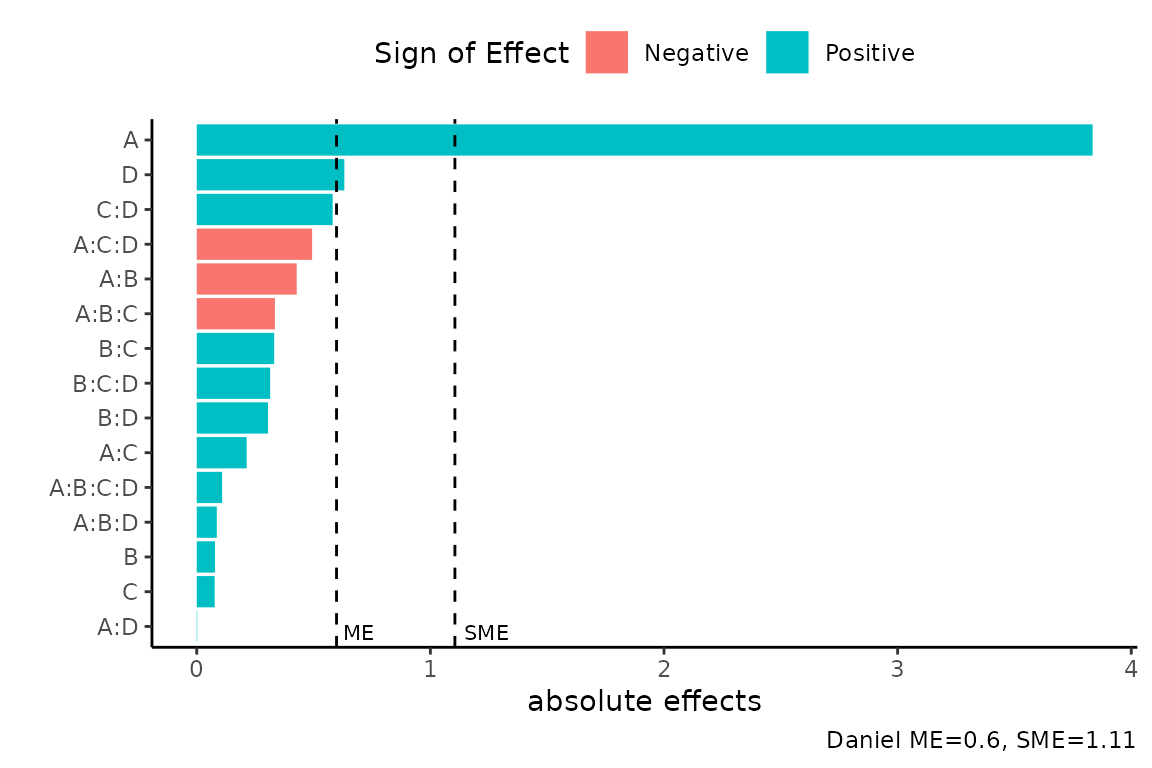 Sign of Effect Negative Positive
A
D
C:D
A:C:D
A:B
A:B:C
B:C
B:C:D
B:D
A:C
A:B:C:D
A:B:D
B
C
A:D
ME SME
0 1 2 3 4
absolute effects
Daniel ME=0.6, SME=1.11